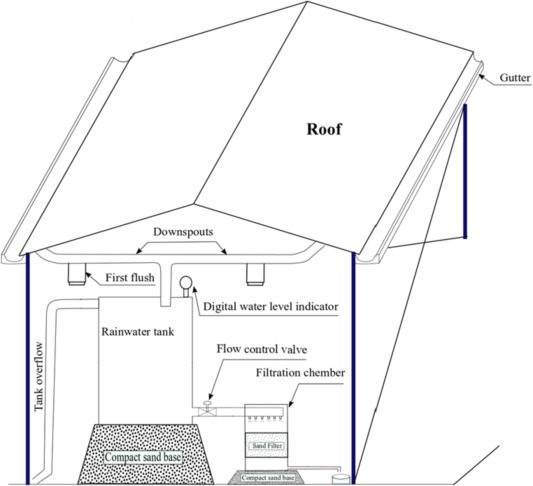 Gutter
Roof
Downspouts
First flush
Digital water level indicator
Rainwater tank
Tank overflow
Flow control valve
Filtration chember
Sand Filter
Compact sand base
Compact sand base